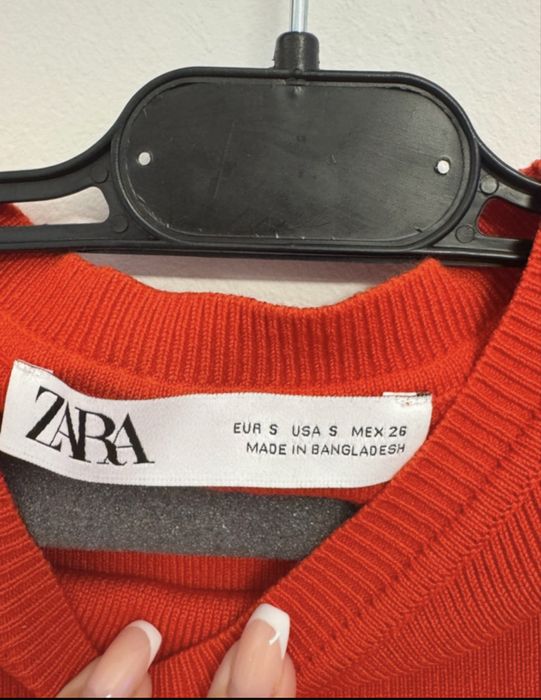 ZARA
EUR S USA S MEX 26
MADE IN BANGLADESH